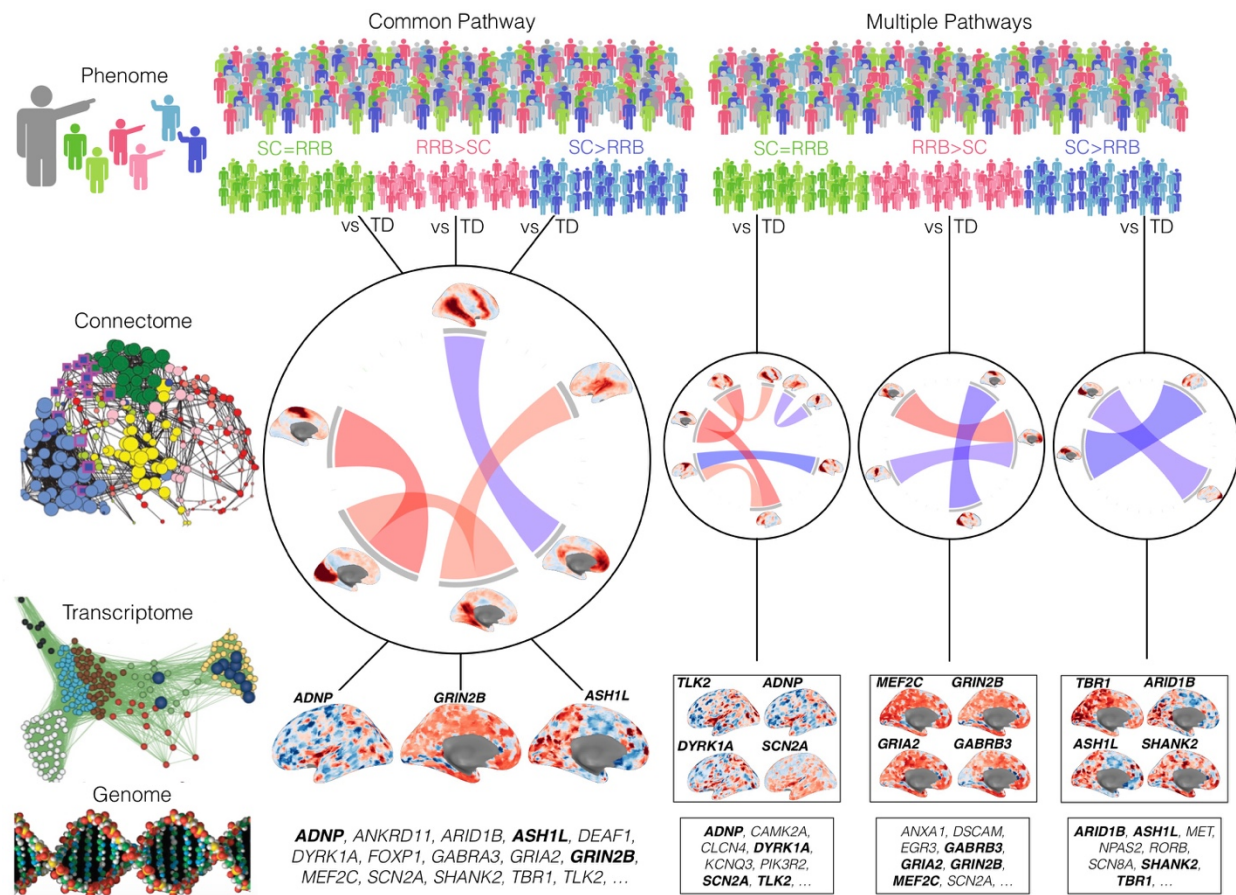 Common Pathway
Multiple Pathways
Phenome
SC=RRB
RRB>SC
SC>RRB
SC=RRB
RRB>SC
SC>RRB
vs TD
vs TD
vs TD
vs TD
vs TD
vs TD
Connectome
Transcriptome
ADNP
GRIN2B
ASH1L
TLK2
ADNP
DYRK1A
SCN2A
MEF2C
GRIN2B
GRIA2
GABRB3
TBR1
ARID1B
ASH1L
SHANK2
Genome
ADNP, ANKRD11, ARID1B, ASH1L, DEAF1,
DYRK1A, FOXP1, GABRA3, GRIA2, GRIN2B,
MEF2C, SCN2A, SHANK2, TBR1, TLK2, ...
ADNP, CAMK2A,
CLCN4, DYRK1A,
KCNQ3, PIK3R2,
SCN2A, TLK2, ...
ANXA1, DSCAM,
EGR3, GABRB3,
GRIA2, GRIN2B,
MEF2C, SCN2A, ...
ARID1B, ASH1L, MET,
NPAS2, RORB,
SCN8A, SHANK2,
TBR1, ...